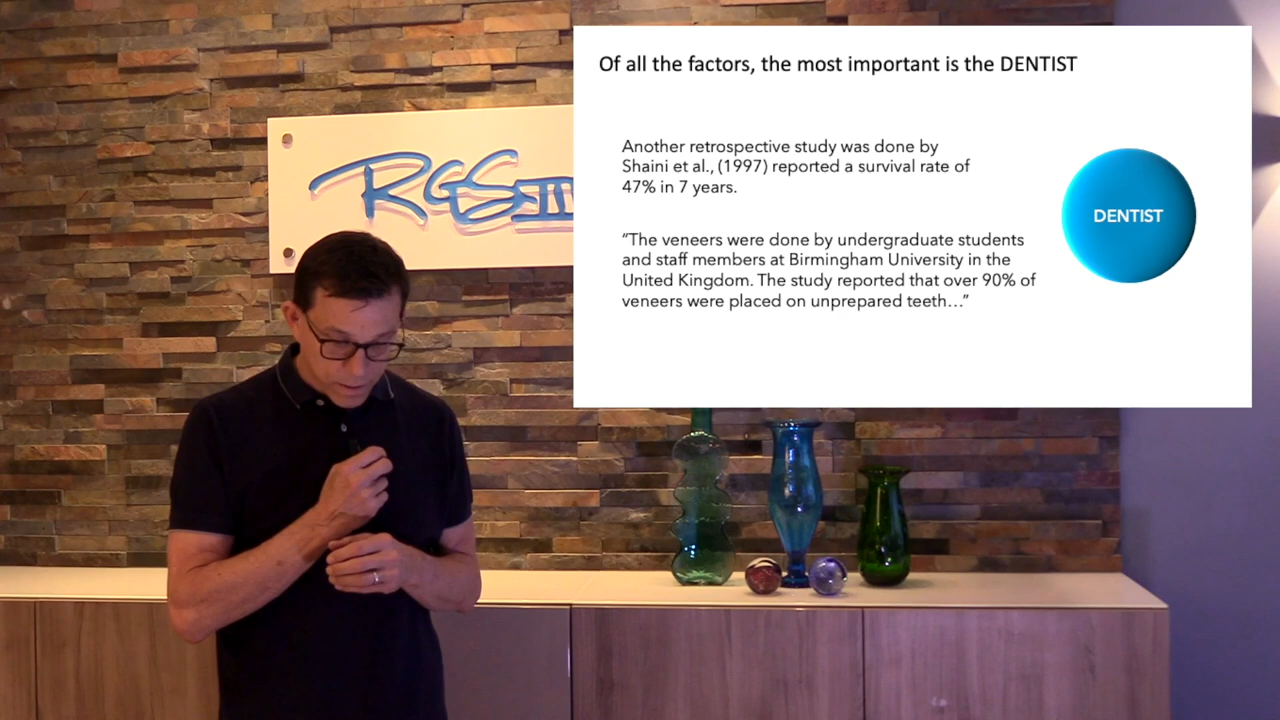 Of all the factors, the most important is the DENTIST
Another retrospective study was done by
Shaini et al., (1997) reported a survival rate of
47% in 7 years.
DENTIST
“The veneers were done by undergraduate students
and staff members at Birmingham University in the
United Kingdom. The study reported that over 90% of
veneers were placed on unprepared teeth…”
RGSIII